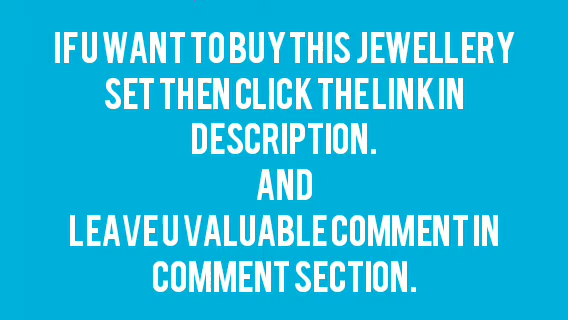 IF U WANT TO BUY THIS JEWELLERY
SET THEN CLICK THE LINK IN
DESCRIPTION.
AND
LEAVE U VALUABLE COMMENT IN
COMMENT SECTION.